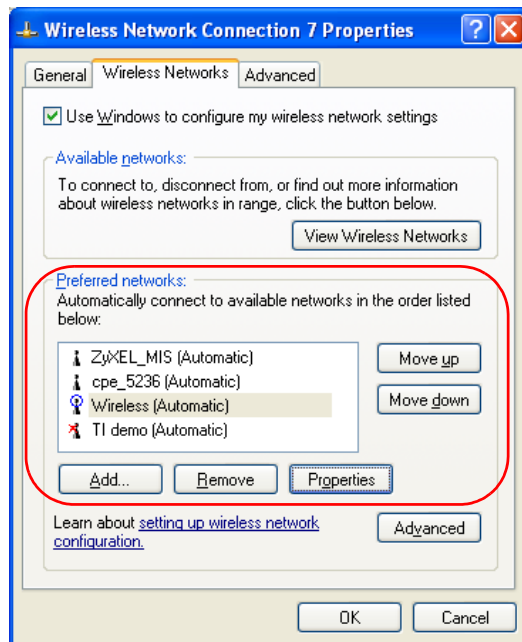 Wireless Network Connection 7 Properties
General
Wireless Networks
Advanced
Use Windows to configure my wireless network settings
Available networks:
To connect to, disconnect from, or find out more information
about wireless networks in range, click the button below.
View Wireless Networks
Preferred networks:
Automatically connect to available networks in the order listed
below:
ZyXEL_MIS (Automatic)
cpe_5236 (Automatic)
Wireless (Automatic)
TI demo (Automatic)
Move up
Move down
Add...
Remove
Properties
Learn about setting up wireless network
configuration.
Advanced
OK
Cancel